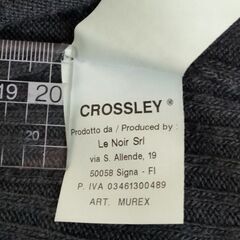 CROSSLEY ®
Prodotto da / Produced by :
Le Noir Srl
via S. Allende, 19
50058 Signa - FI
P. IVA 03461300489
ART. MUREX
19 20
20